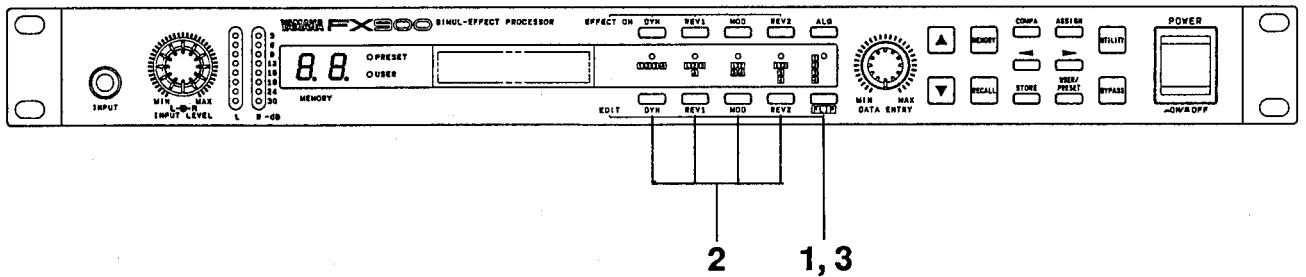 YAMAHA FX900 SIMUL-EFFECT PROCESSOR
EFFECT ON DYN REV1 MOD REV2 ALG
COMPA ASSIGN
POWER
MEMORY
UTILITY
3
6
9
12
15
18
24
30
8.8.
PRESET
USER
MEMORY
INPUT
MIN MAX
L R
INPUT LEVEL
L R -dB
EDIT DYN REV1 MOD REV2 FLIP
MIN MAX
DATA ENTRY
RECALL
STORE
USER/
PRESET
BYPASS
ON/OFF
2
1, 3